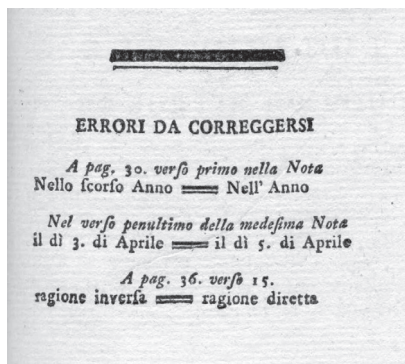 ERRORI DA CORREGGERSI
A pag. 30. verſo primo nella Nota
Nello ſcorſo Anno == Nell' Anno
Nel verſo penultimo della medeſima Nota
il dì 3. di Aprile == il dì 5. di Aprile
A pag. 36. verſo 15.
ragione inverſa == ragione diretta